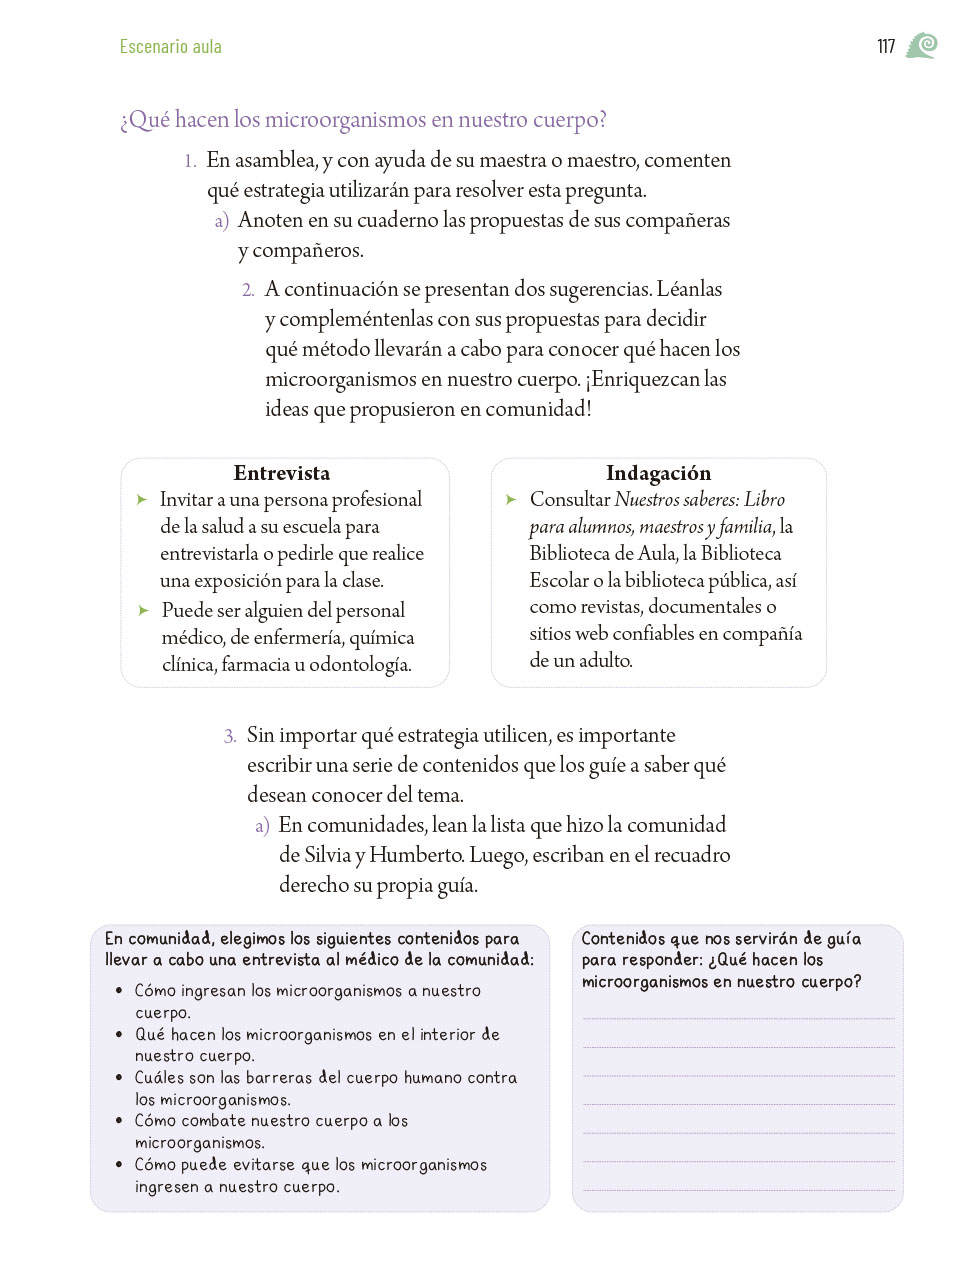 Escenario aula
117
¿Qué hacen los microorganismos en nuestro cuerpo?
1. En asamblea, y con ayuda de su maestra o maestro, comenten
qué estrategia utilizarán para resolver esta pregunta.
a) Anoten en su cuaderno las propuestas de sus compañeras
y compañeros.
2. A continuación se presentan dos sugerencias. Léanlas
y compleméntenlas con sus propuestas para decidir
qué método llevarán a cabo para conocer qué hacen los
microorganismos en nuestro cuerpo. ¡Enriquezcan las
ideas que propusieron en comunidad!
Entrevista
➤ Invitar a una persona profesional
de la salud a su escuela para
entrevistarla o pedirle que realice
una exposición para la clase.
➤ Puede ser alguien del personal
médico, de enfermería, química
clínica, farmacia u odontología.
Indagación
➤ Consultar Nuestros saberes: Libro
para alumnos, maestros y familia, la
Biblioteca de Aula, la Biblioteca
Escolar o la biblioteca pública, así
como revistas, documentales o
sitios web confiables en compañía
de un adulto.
3. Sin importar qué estrategia utilicen, es importante
escribir una serie de contenidos que los guíe a saber qué
desean conocer del tema.
a) En comunidades, lean la lista que hizo la comunidad
de Silvia y Humberto. Luego, escriban en el recuadro
derecho su propia guía.
En comunidad, elegimos los siguientes contenidos para
llevar a cabo una entrevista al médico de la comunidad:
• Cómo ingresan los microorganismos a nuestro
cuerpo.
• Qué hacen los microorganismos en el interior de
nuestro cuerpo.
• Cuáles son las barreras del cuerpo humano contra
los microorganismos.
• Cómo combate nuestro cuerpo a los
microorganismos.
• Cómo puede evitarse que los microorganismos
ingresen a nuestro cuerpo.
Contenidos que nos servirán de guía
para responder: ¿Qué hacen los
microorganismos en nuestro cuerpo?